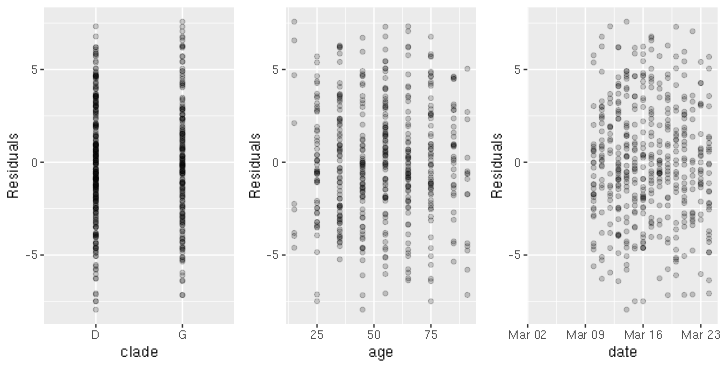 Residuals
5
0
−5
D
G
clade
Residuals
5
0
−5
25
50
75
age
Residuals
5
0
−5
Mar 02
Mar 09
Mar 16
Mar 23
date